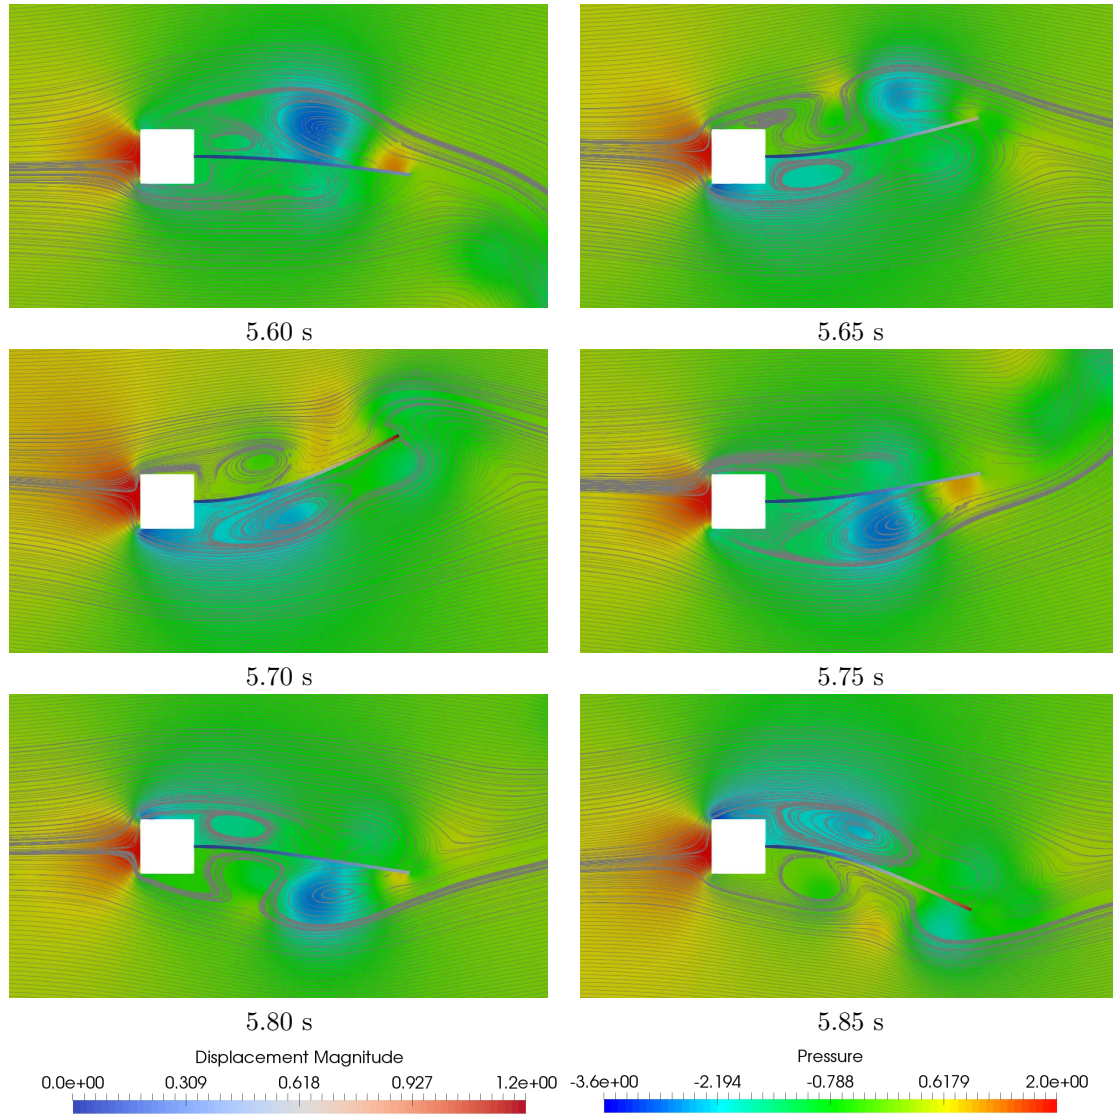 5.60 s 5.65 s
5.70 s 5.75 s
5.80 s 5.85 s
Displacement Magnitude
0.0e+00 0.309 0.618 0.927 1.2e+00
Pressure
-3.6e+00 -2.194 -0.788 0.6179 2.0e+00